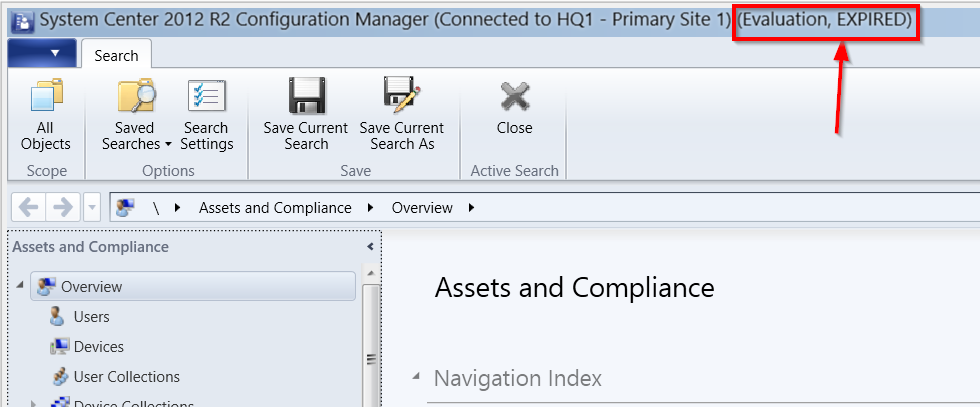 System Center 2012 R2 Configuration Manager (Connected to HQ1 - Primary Site 1) (Evaluation, EXPIRED)
Search
All
Objects
Saved
Searches
Search
Settings
Save Current
Search
Save Current
Search As
Close
Scope
Options
Save
Active Search
\ Assets and Compliance Overview
Assets and Compliance
Overview
Users
Devices
User Collections
Device Collections
Assets and Compliance
Navigation Index